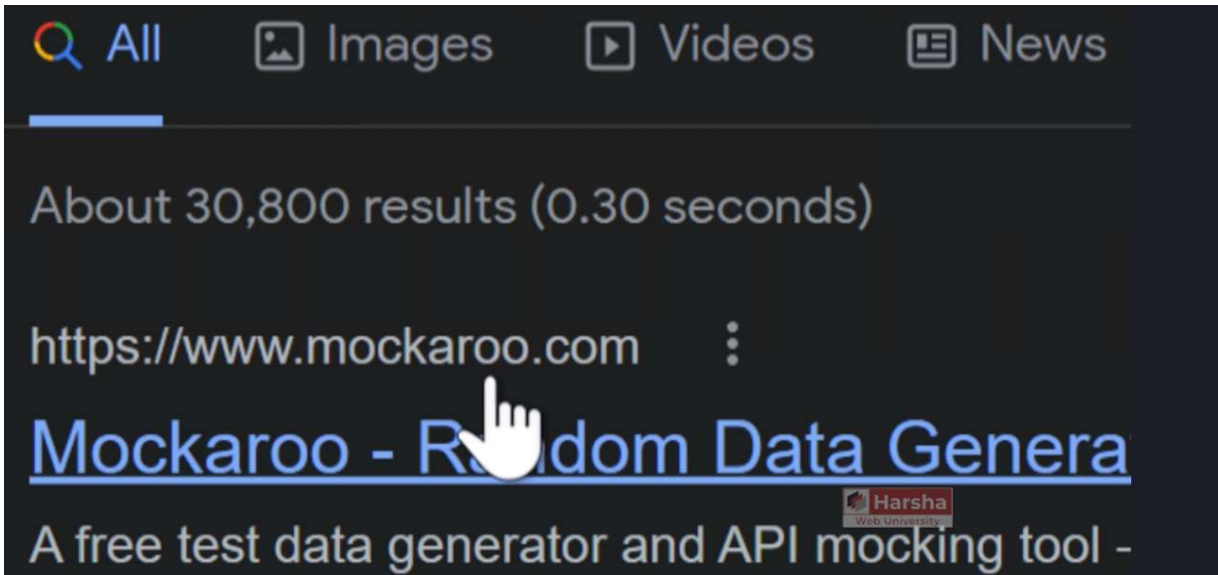 All Images Videos News
About 30,800 results (0.30 seconds)
https://www.mockaroo.com
Mockaroo - Random Data Genera
Harsha
Web University
A free test data generator and API mocking tool -